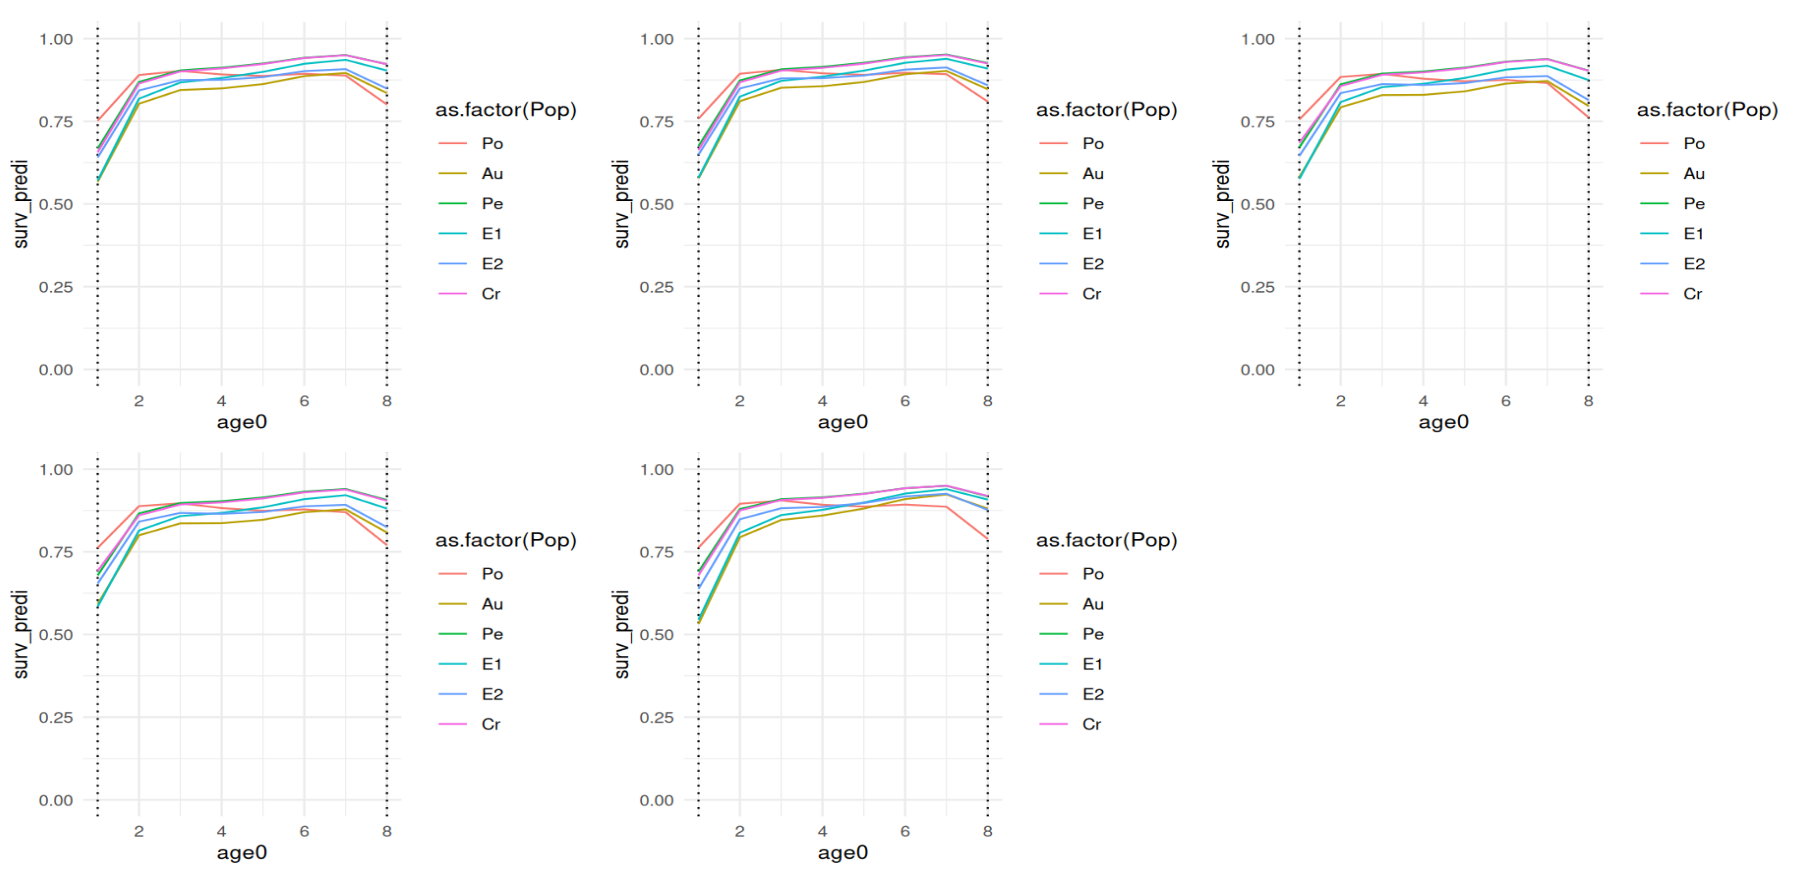 1.00
0.75
0.50
0.25
0.00
surv_predi
2 4 6 8
age0
as.factor(Pop)
Po
Au
Pe
E1
E2
Cr
1.00
0.75
0.50
0.25
0.00
surv_predi
2 4 6 8
age0
as.factor(Pop)
Po
Au
Pe
E1
E2
Cr
1.00
0.75
0.50
0.25
0.00
surv_predi
2 4 6 8
age0
as.factor(Pop)
Po
Au
Pe
E1
E2
Cr
1.00
0.75
0.50
0.25
0.00
surv_predi
2 4 6 8
age0
as.factor(Pop)
Po
Au
Pe
E1
E2
Cr
1.00
0.75
0.50
0.25
0.00
surv_predi
2 4 6 8
age0
as.factor(Pop)
Po
Au
Pe
E1
E2
Cr